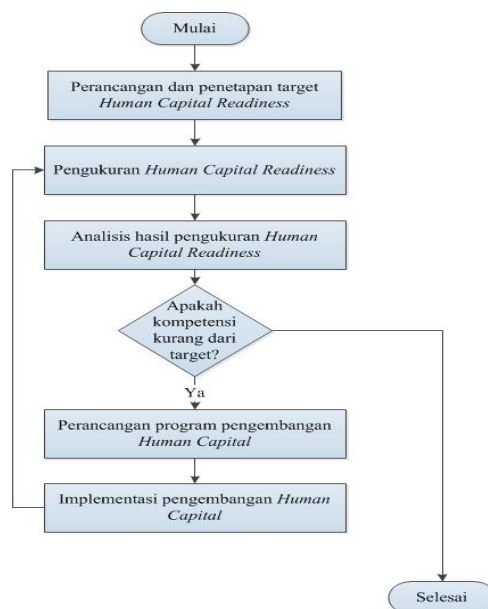 Mulai
Perancangan dan penetapan target
Human Capital Readiness
Pengukuran Human Capital Readiness
Analisis hasil pengukuran Human
Capital Readiness
Apakah
kompetensi
kurang dari
target?
Ya
Perancangan program pengembangan
Human Capital
Implementasi pengembangan Human
Capital
Selesai